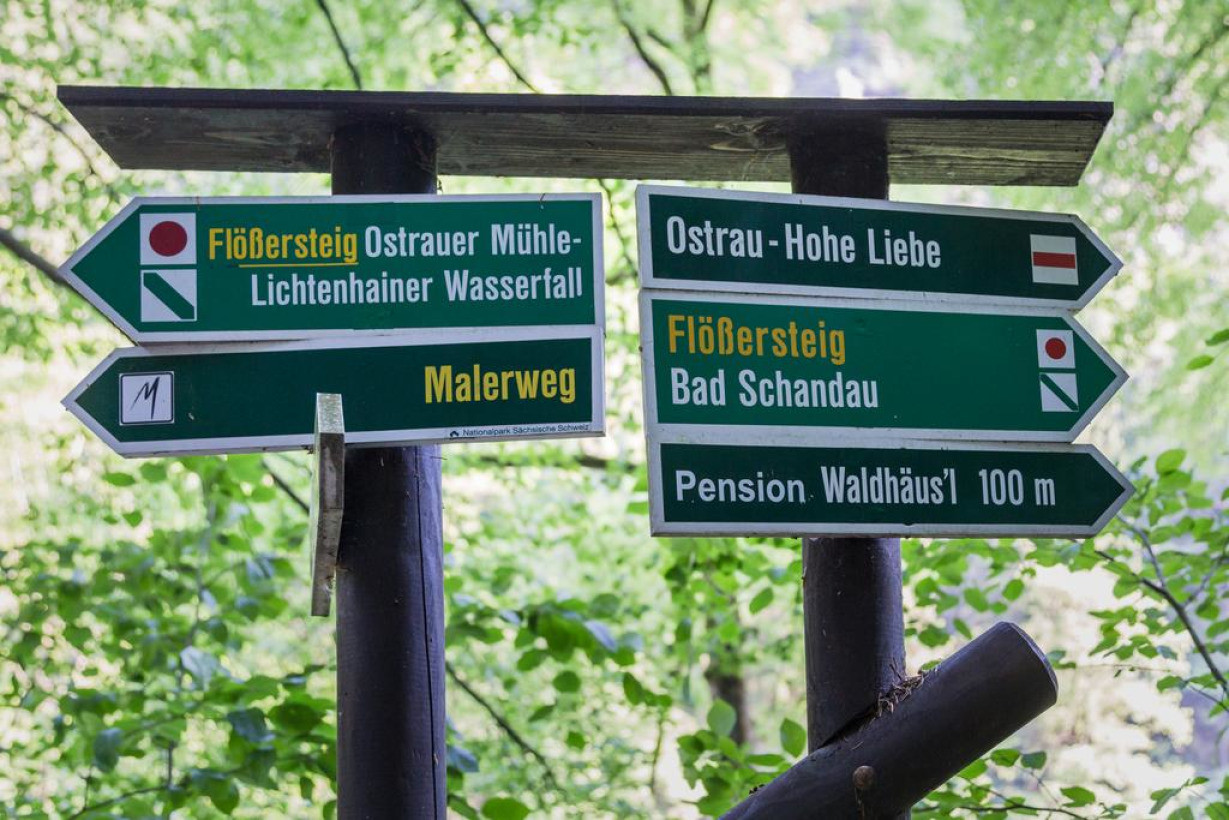 Flößersteig Ostrauer Mühle-
Lichtenhainer Wasserfall
M
Malerweg
Nationalpark Sächsische Schweiz
Ostrau - Hohe Liebe
Flößersteig
Bad Schandau
Pension Waldhäus'l 100 m